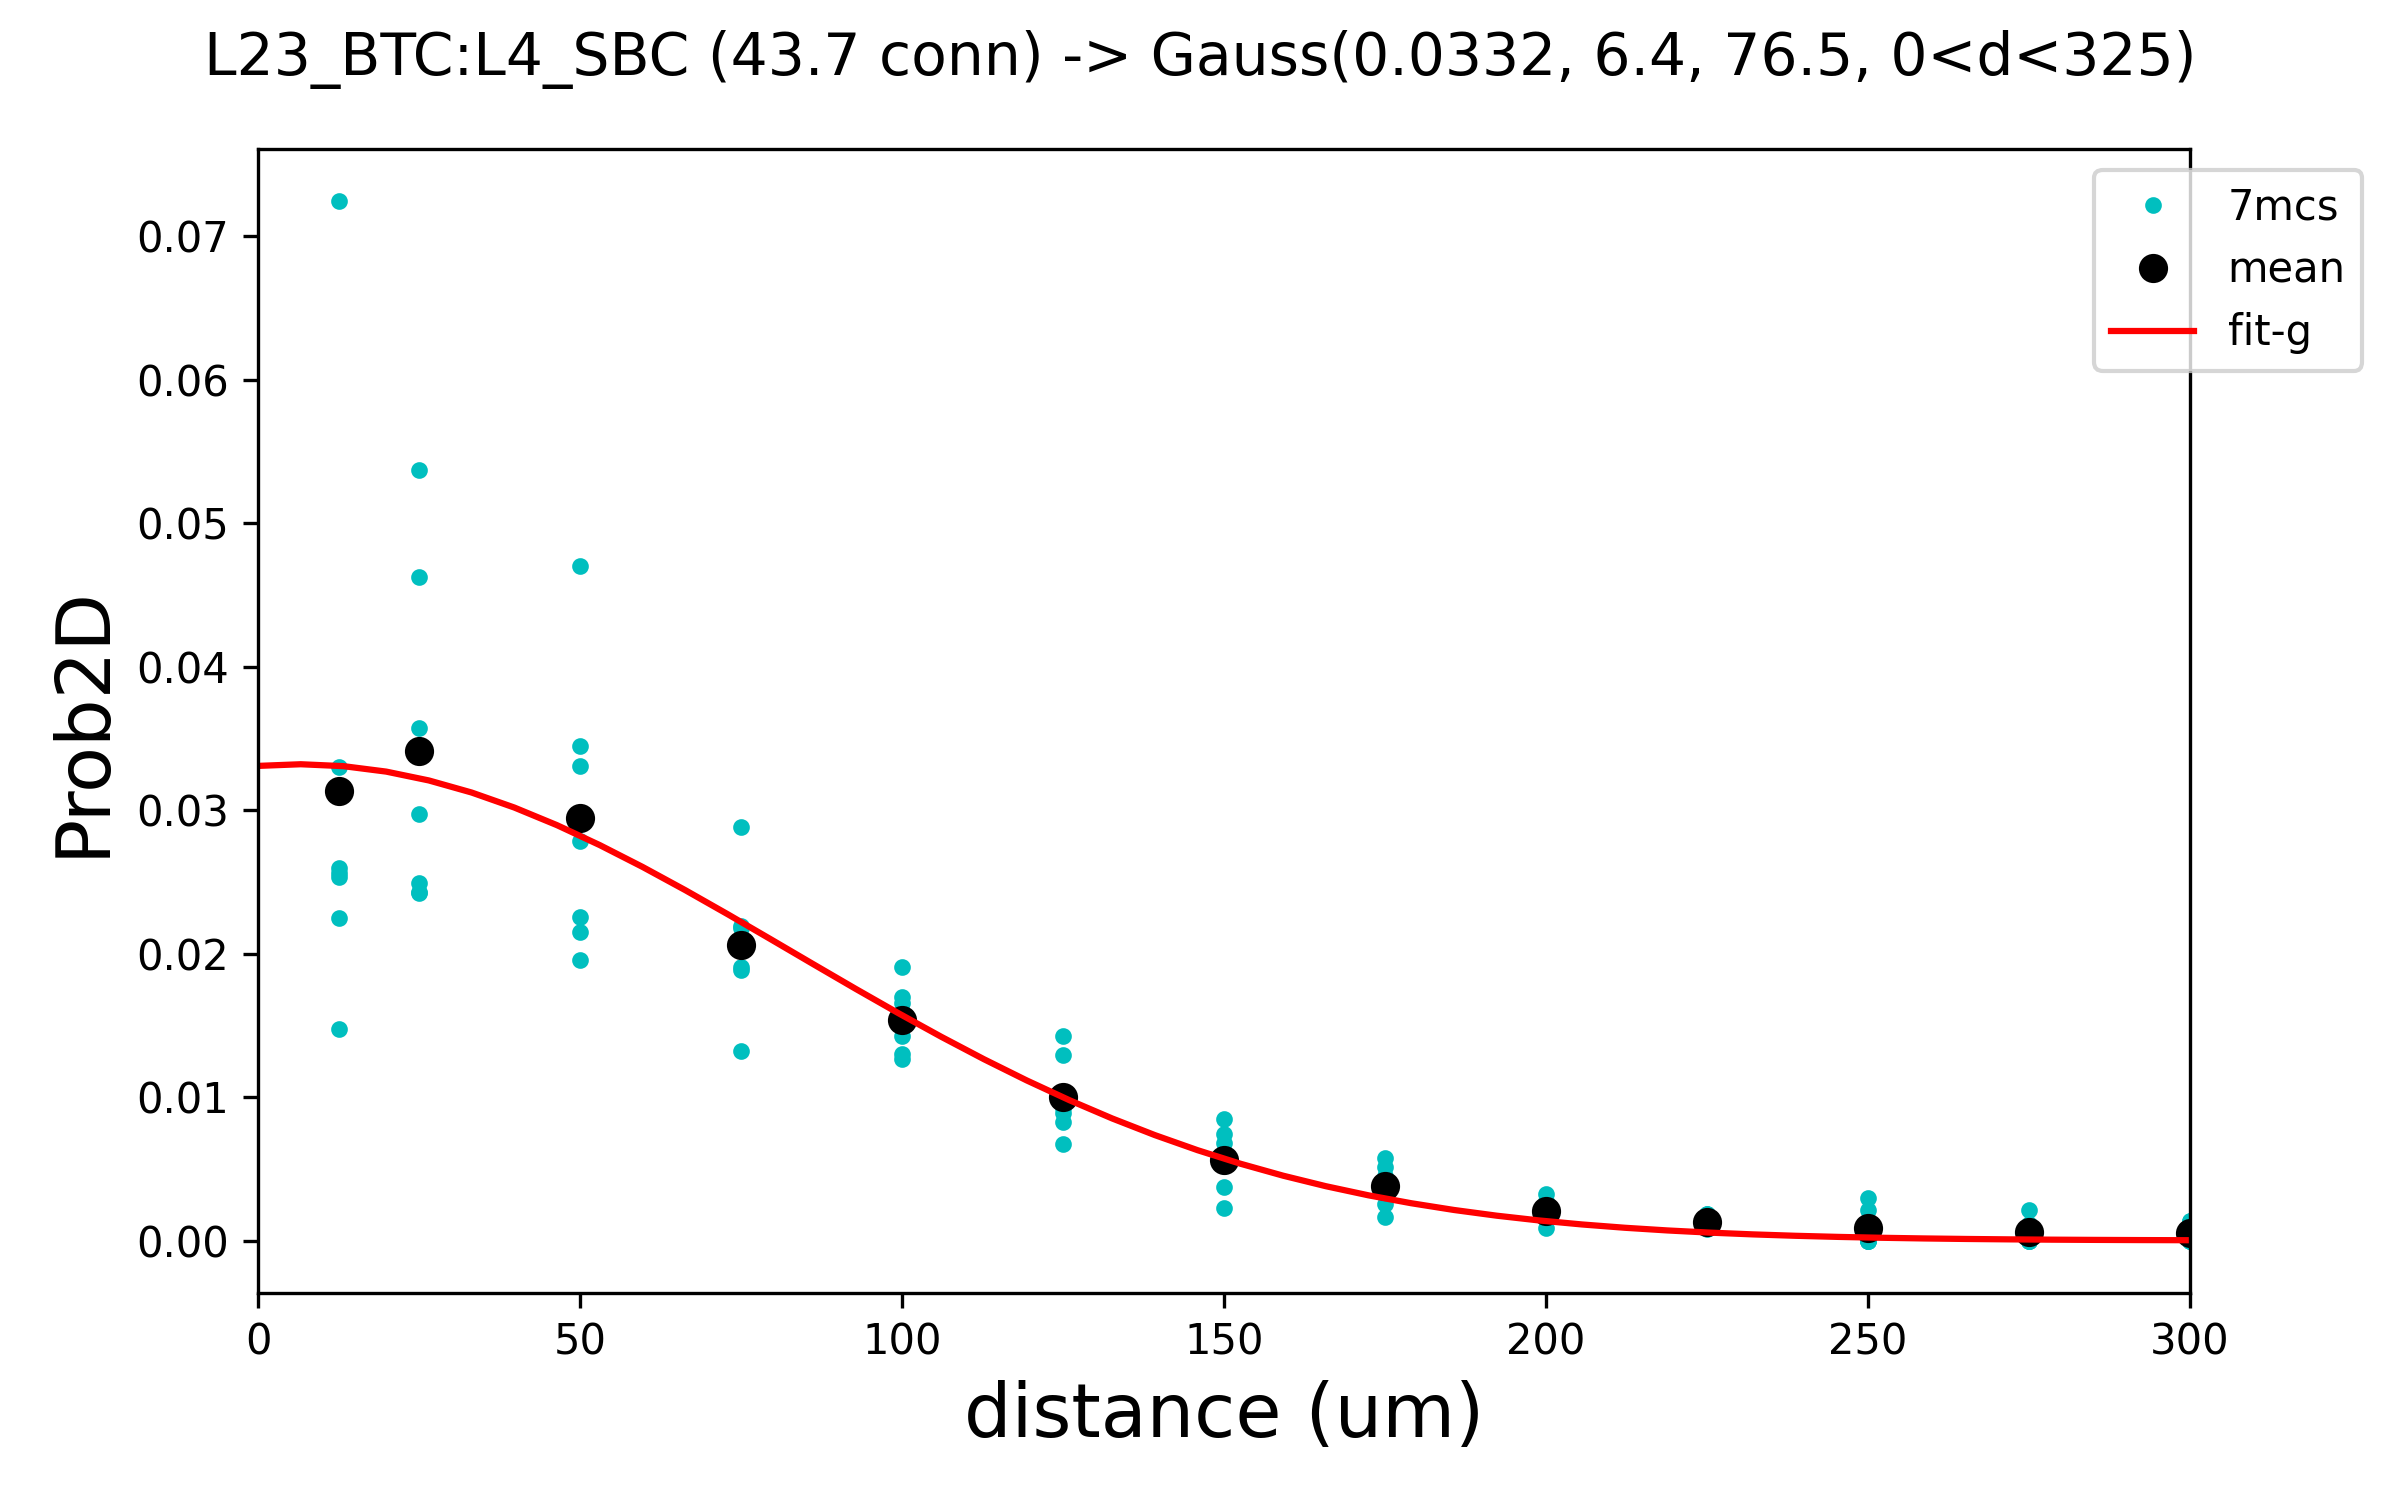 L23_BTC:L4_SBC (43.7 conn) -> Gauss(0.0332, 6.4, 76.5, 0<d<325)
7mcs
mean
fit-g
Prob2D
0.07
0.06
0.05
0.04
0.03
0.02
0.01
0.00
0
50
100
150
200
250
300
distance (um)